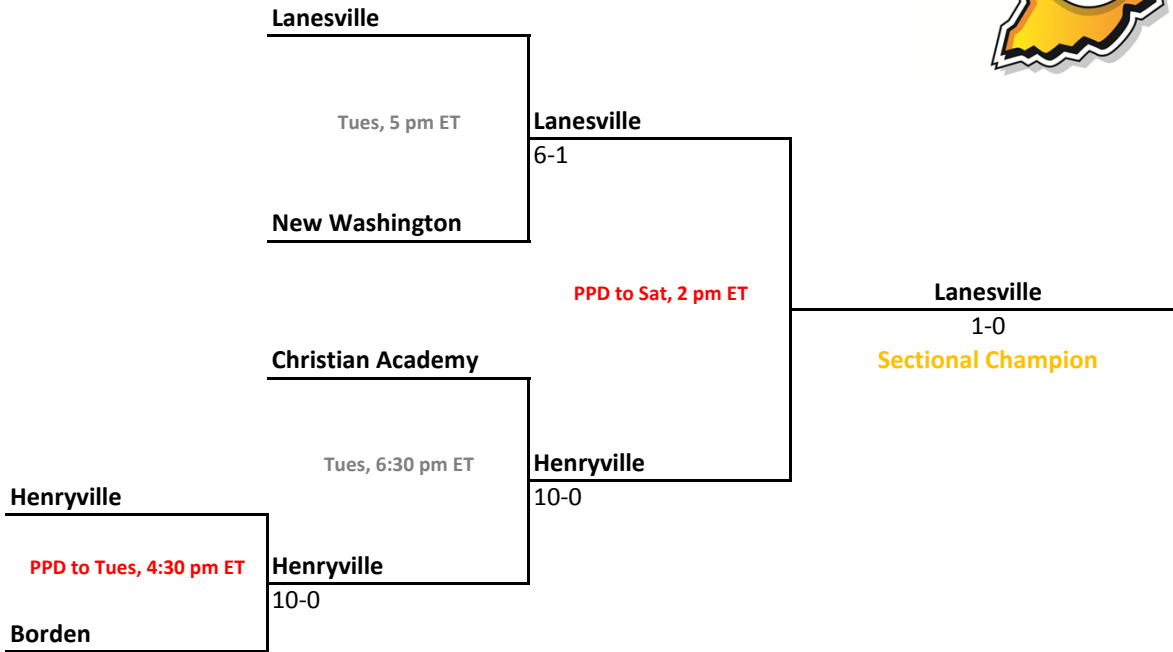 Lanesville
Tues, 5 pm ET
Lanesville
6-1
New Washington
PPD to Sat, 2 pm ET
Lanesville
1-0
Sectional Champion
Christian Academy
Tues, 6:30 pm ET
Henryville
10-0
Henryville
PPD to Tues, 4:30 pm ET
Henryville
10-0
Borden